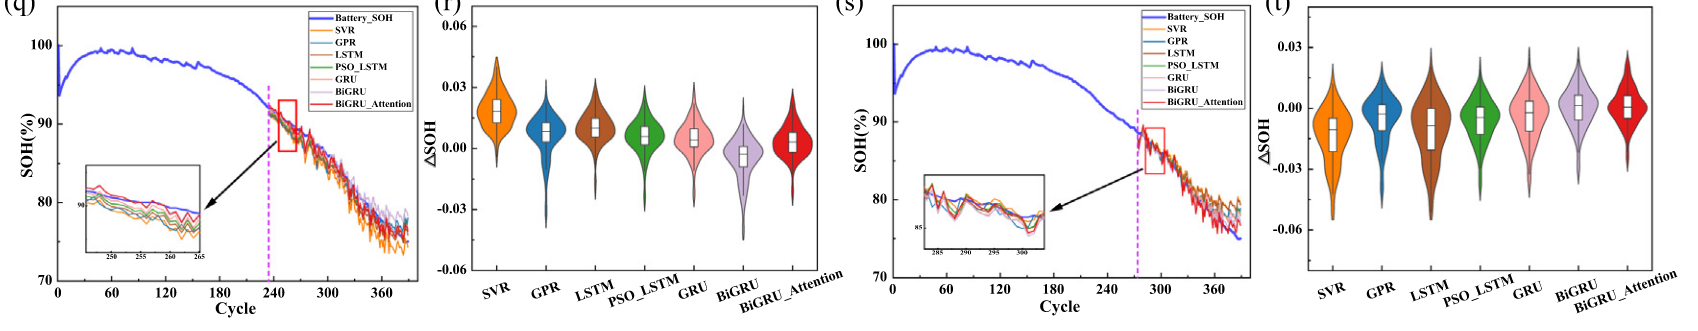 (q)
100
90
80
70
SOH(%)
0 60 120 180 240 300 360
Cycle
Battery_SOH
SVR
GPR
LSTM
PSO_LSTM
GRU
BiGRU
BiGRU_Attention
90
250 255 260 265
(r)
0.06
0.03
0.00
-0.03
-0.06
△SOH
SVR GPR LSTM PSO_LSTM GRU BiGRU BiGRU_Attention
(s)
100
90
80
70
SOH(%)
0 60 120 180 240 300 360
Cycle
Battery_SOH
SVR
GPR
LSTM
PSO_LSTM
GRU
BiGRU
BiGRU_Attention
85
285 290 295 300
(t)
0.03
0.00
-0.03
-0.06
△SOH
SVR GPR LSTM PSO_LSTM GRU BiGRU BiGRU_Attention